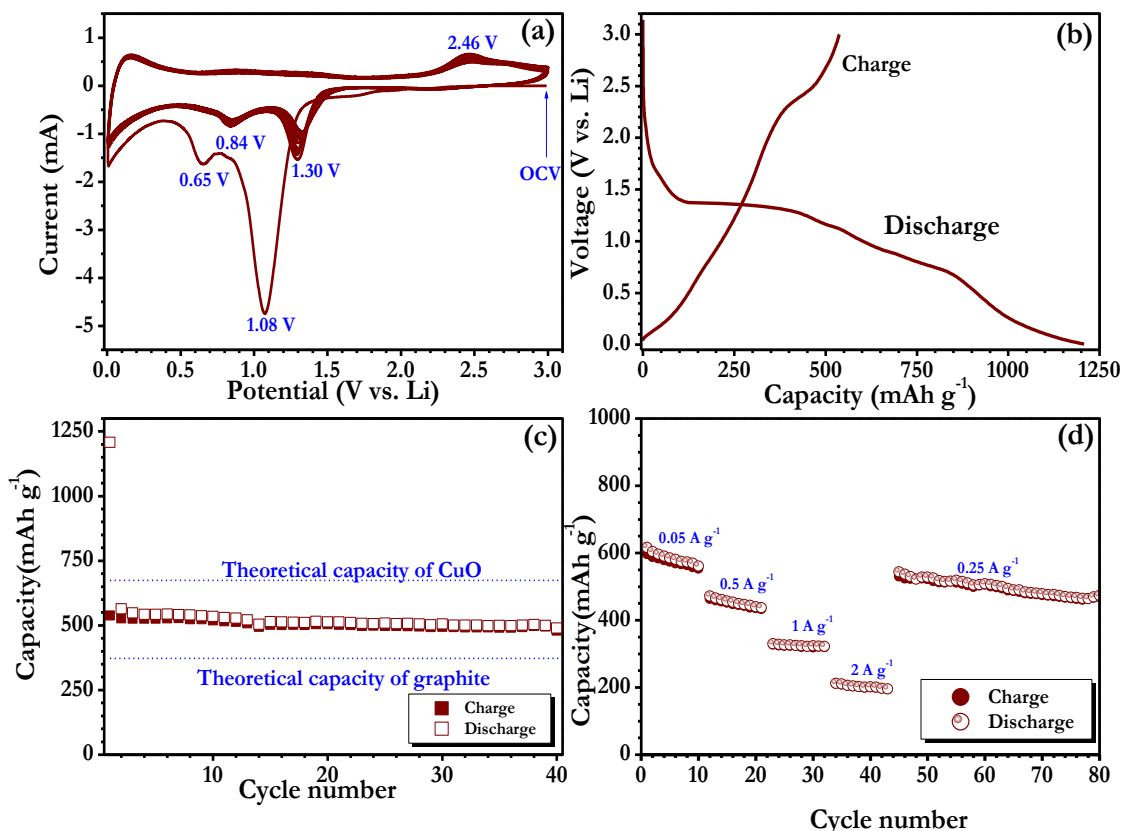 (a)
2.46 V
0.84 V
0.65 V
1.30 V
1.08 V
OCV
1
0
-1
-2
-3
-4
-5
Current (mA)
0.0 0.5 1.0 1.5 2.0 2.5 3.0
Potential (V vs. Li)
(b)
Charge
Discharge
3.0
2.5
2.0
1.5
1.0
0.5
0.0
Voltage (V vs. Li)
0 250 500 750 1000 1250
Capacity (mAh g⁻¹)
(c)
1250
1000
750
500
250
0
Capacity(mAh g⁻¹)
Theoretical capacity of CuO
Theoretical capacity of graphite
Charge
Discharge
10 20 30 40
Cycle number
(d)
1000
800
600
400
200
0
Capacity(mAh g⁻¹)
0.05 A g⁻¹
0.5 A g⁻¹
1 A g⁻¹
2 A g⁻¹
0.25 A g⁻¹
Charge
Discharge
0 10 20 30 40 50 60 70 80
Cycle number